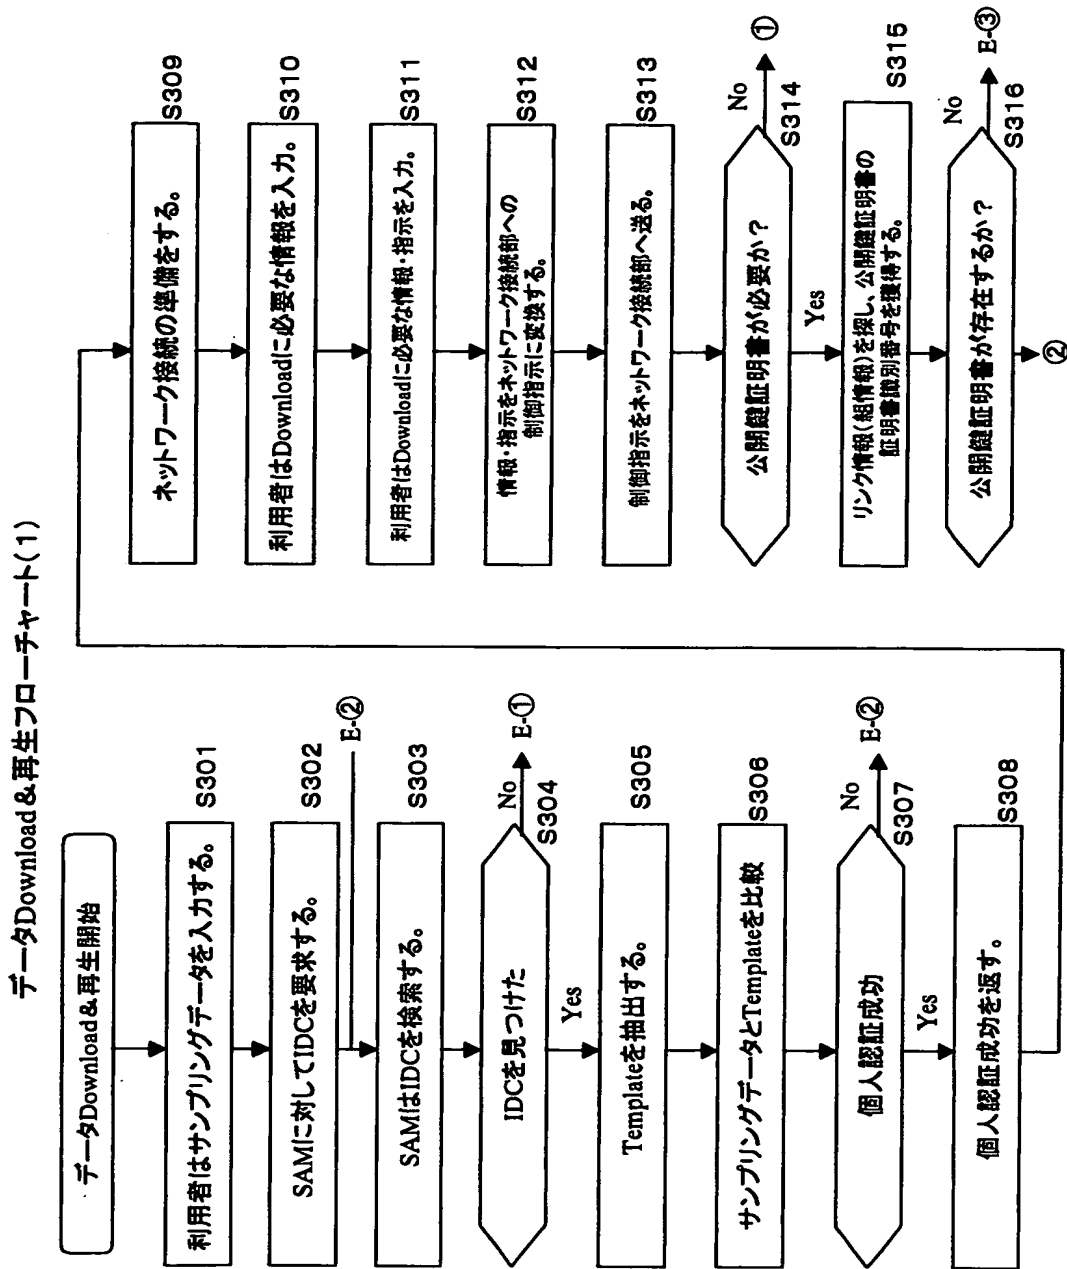 データDownload&再生フローチャート(1)
データDownload&再生開始
利用者はサンプリングデータを入力する。
S301
SAMに対してIDCを要求する。
S302
E-②
SAMはIDCを検索する。
S303
IDCを見つけた
No
E-①
S304
Yes
Templateを抽出する。
S305
サンプリングデータとTemplateを比較
S306
個人認証成功
No
E-②
S307
Yes
個人認証成功を返す。
S308
ネットワーク接続の準備をする。
S309
利用者はDownloadに必要な情報を入力。
S310
利用者はDownloadに必要な情報・指示を入力。
S311
情報・指示をネットワーク接続部への
制御指示に変換する。
S312
制御指示をネットワーク接続部へ送る。
S313
公開鍵証明書が必要か?
No
①
S314
Yes
リンク情報(組情報)を探し、公開鍵証明書の
証明書識別番号を獲得する。
S315
公開鍵証明書が存在するか?
No
E-③
S316
②